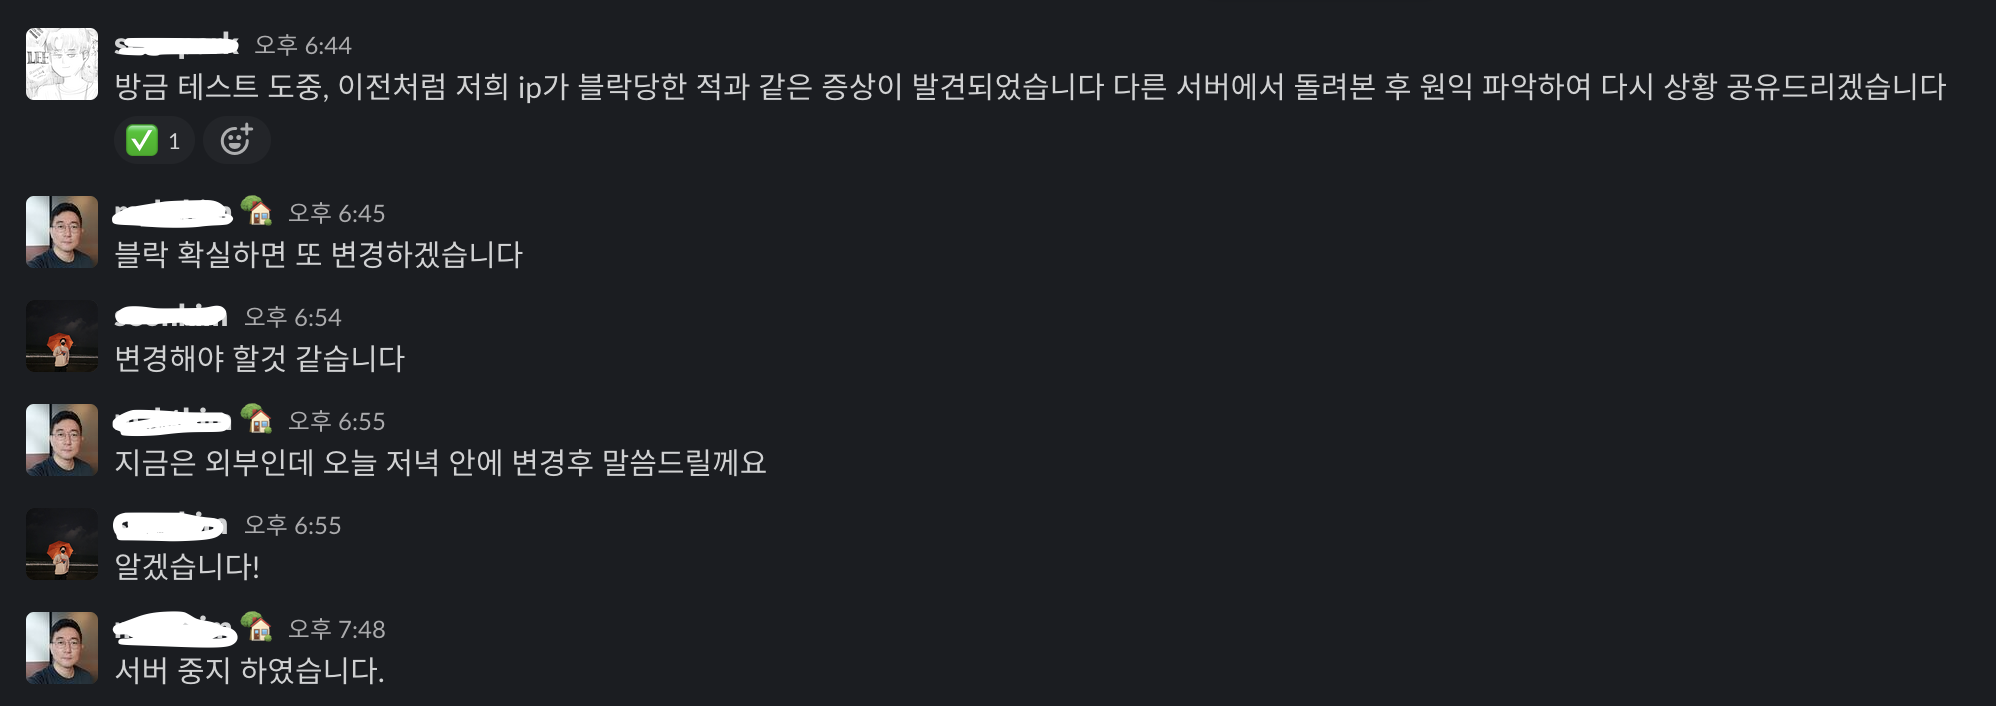 오후 6:44
방금 테스트 도중, 이전처럼 저희 ip가 블락당한 적과 같은 증상이 발견되었습니다 다른 서버에서 돌려본 후 원익 파악하여 다시 상황 공유드리겠습니다
1
오후 6:45
블락 확실하면 또 변경하겠습니다
오후 6:54
변경해야 할것 같습니다
오후 6:55
지금은 외부인데 오늘 저녁 안에 변경후 말씀드릴께요
오후 6:55
알겠습니다!
오후 7:48
서버 중지 하였습니다.